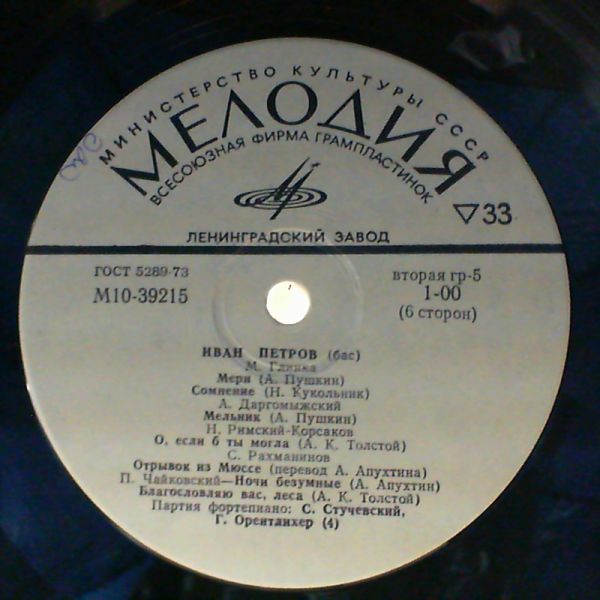 МИНИСТЕРСТВО КУЛЬТУРЫ СССР
МЕЛОДИЯ
ВСЕСОЮЗНАЯ ФИРМА ГРАМПЛАСТИНОК
33
ЛЕНИНГРАДСКИЙ ЗАВОД
ГОСТ 5289-73
М10-39215
вторая гр-5
1-00
(6 сторон)
ИВАН ПЕТРОВ (бас)
М. Глинка
Мери (А. Пушкин)
Сомнение (Н. Кукольник)
А. Даргомыжский
Мельник (А. Пушкин)
Н. Римский-Корсаков
О, если б ты могла (А. К. Толстой)
С. Рахманинов
Отрывок из Мюссе (перевод А. Апухтина)
П. Чайковский—Ночи безумные (А. Апухтин)
Благословляю вас, леса (А. К. Толстой)
Партия фортепиано: С. Стучевский,
Г. Орентлихер (4)